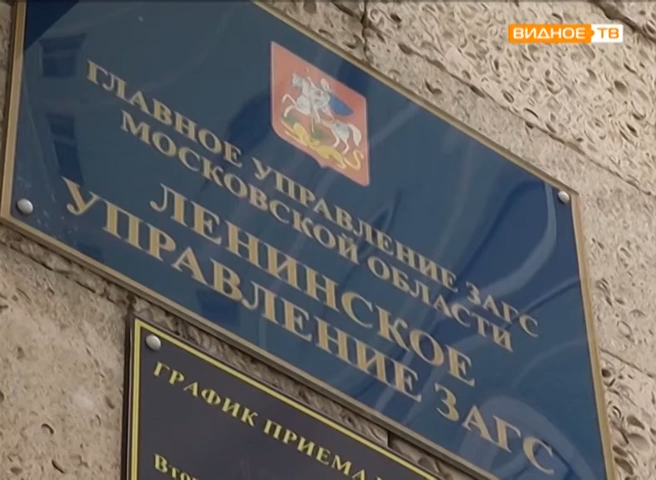 ВИДНОЕ ТВ
ГЛАВНОЕ УПРАВЛЕНИЕ ЗАГС
МОСКОВСКОЙ ОБЛАСТИ
ЛЕНИНСКОЕ
УПРАВЛЕНИЕ ЗАГС
ГРАФИК ПРИЕМА